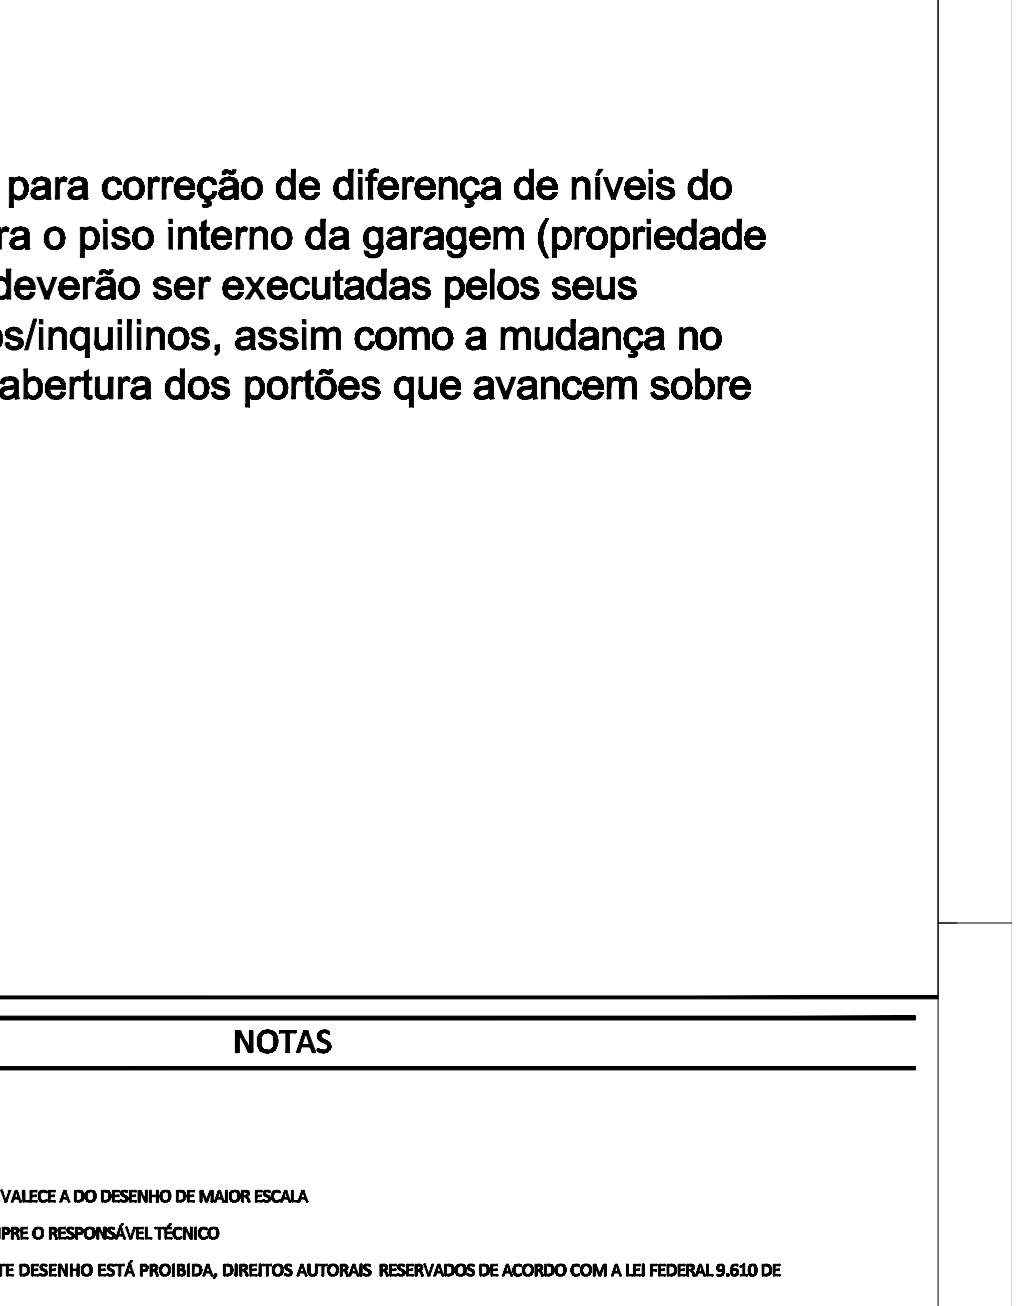 para correção de diferença de níveis do
ra o piso interno da garagem (propriedade
deverão ser executadas pelos seus
os/inquilinos, assim como a mudança no
abertura dos portões que avancem sobre
NOTAS
VALECE A DO DESENHO DE MAIOR ESCALA
PRE O RESPONSÁVEL TÉCNICO
TE DESENHO ESTÁ PROIBIDA, DIREITOS AUTORAIS RESERVADOS DE ACORDO COM A LEI FEDERAL 9.610 DE